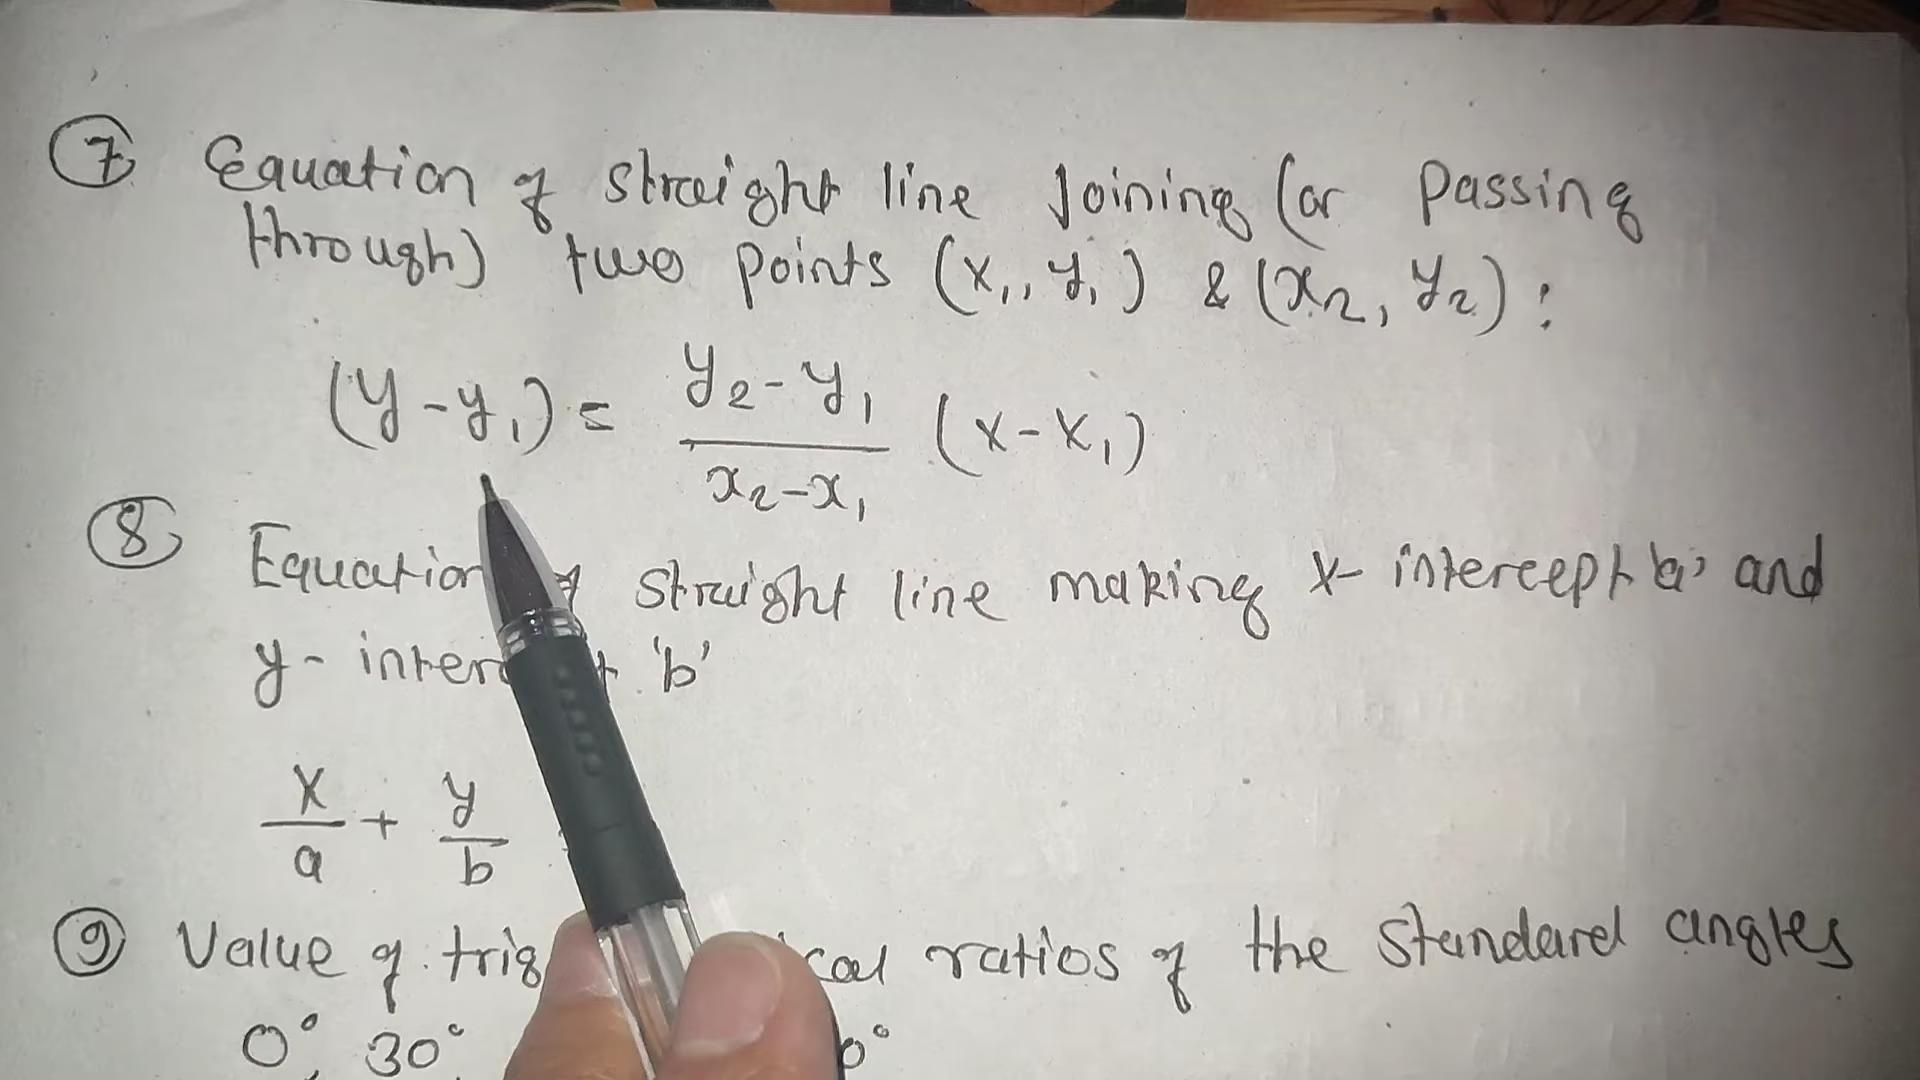 ⑦ Equation of straight line Joining (or passing
through) two points (x₁, y₁) & (x₂, y₂):
(y - y₁) = y₂ - y₁ / x₂ - x₁ (x - x₁)
⑧ Equation of straight line making x- intercept 'a' and
y- 'b'
x/a + y/b
⑨ Value of ratios of the standard angles
0°, 30°